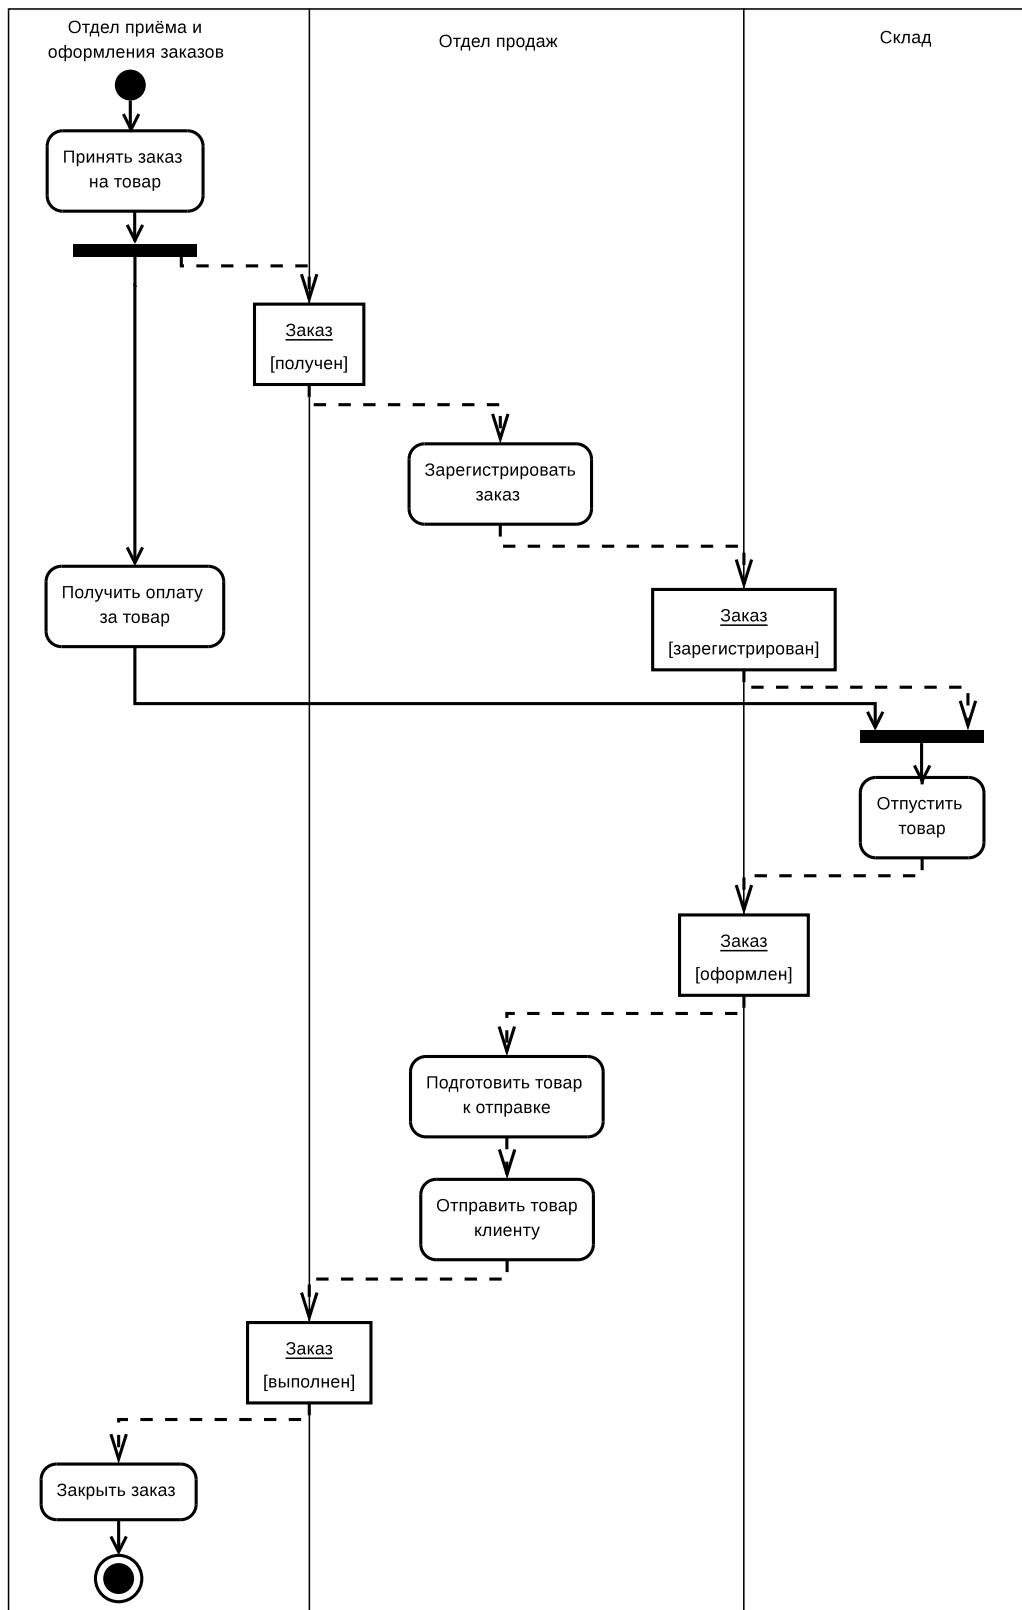 Отдел приёма и
оформления заказов
Отдел продаж
Склад
Принять заказ
на товар
Заказ
[получен]
Зарегистрировать
заказ
Получить оплату
за товар
Заказ
[зарегистрирован]
Отпустить
товар
Заказ
[оформлен]
Подготовить товар
к отправке
Отправить товар
клиенту
Заказ
[выполнен]
Закрыть заказ